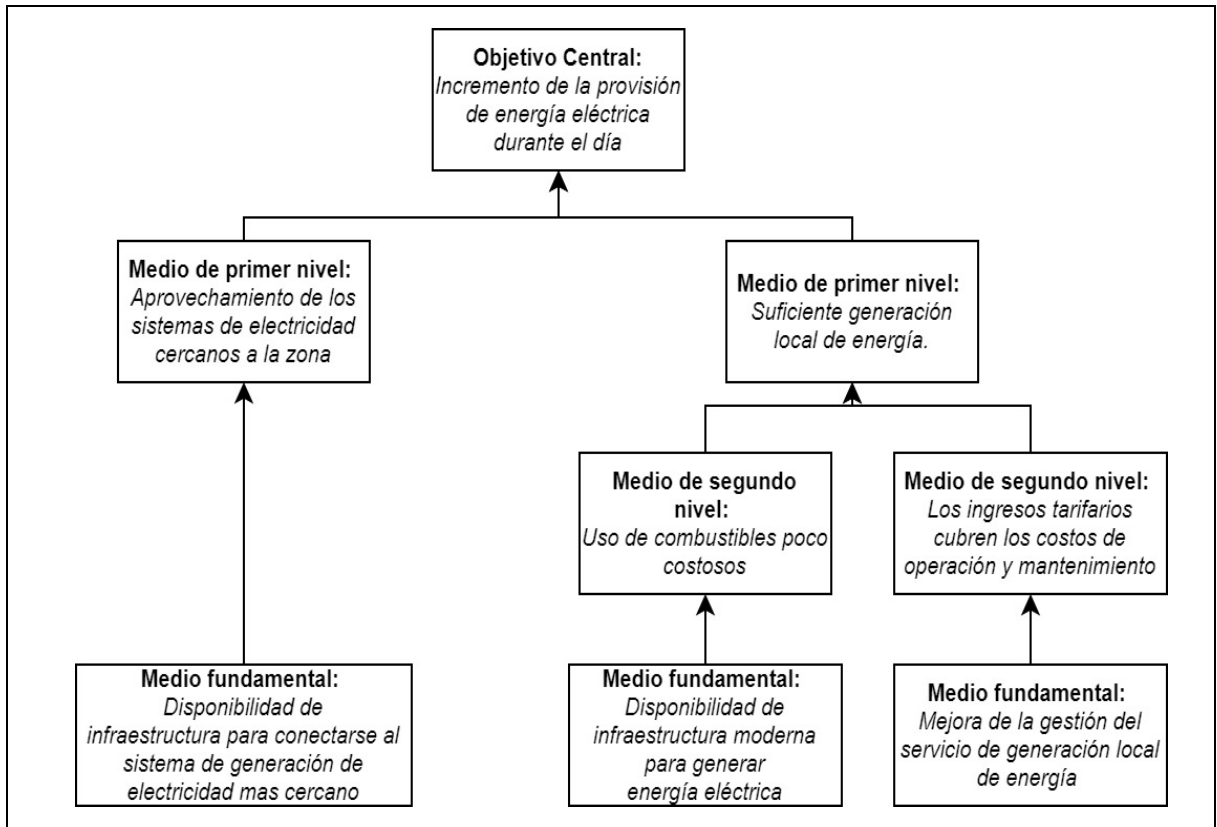 Objetivo Central:
Incremento de la provisión
de energía eléctrica
durante el día
Medio de primer nivel:
Aprovechamiento de los
sistemas de electricidad
cercanos a la zona
Medio de primer nivel:
Suficiente generación
local de energía.
Medio de segundo
nivel:
Uso de combustibles poco
costosos
Medio de segundo nivel:
Los ingresos tarifarios
cubren los costos de
operación y mantenimiento
Medio fundamental:
Disponibilidad de
infraestructura para conectarse al
sistema de generación de
electricidad mas cercano
Medio fundamental:
Disponibilidad de
infraestructura moderna
para generar
energía eléctrica
Medio fundamental:
Mejora de la gestión del
servicio de generación local
de energía